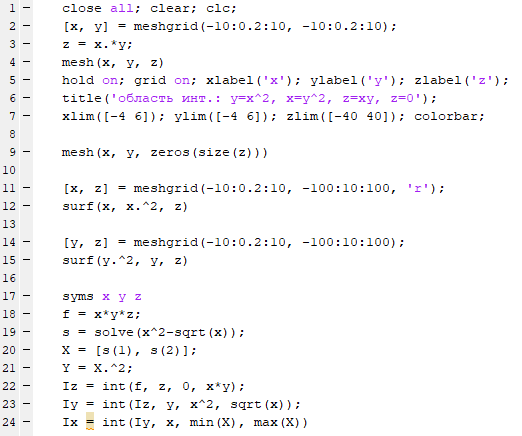 1 − close all; clear; clc;
2 − [x, y] = meshgrid(-10:0.2:10, -10:0.2:10);
3 − z = x.*y;
4 − mesh(x, y, z)
5 − hold on; grid on; xlabel('x'); ylabel('y'); zlabel('z');
6 − title('область инт.: y=x^2, x=y^2, z=xy, z=0');
7 − xlim([-4 6]); ylim([-4 6]); zlim([-40 40]); colorbar;
8
9 − mesh(x, y, zeros(size(z)))
10
11 − [x, z] = meshgrid(-10:0.2:10, -100:10:100, 'r');
12 − surf(x, x.^2, z)
13
14 − [y, z] = meshgrid(-10:0.2:10, -100:10:100);
15 − surf(y.^2, y, z)
16
17 − syms x y z
18 − f = x*y*z;
19 − s = solve(x^2-sqrt(x));
20 − X = [s(1), s(2)];
21 − Y = X.^2;
22 − Iz = int(f, z, 0, x*y);
23 − Iy = int(Iz, y, x^2, sqrt(x));
24 − Ix = int(Iy, x, min(X), max(X))